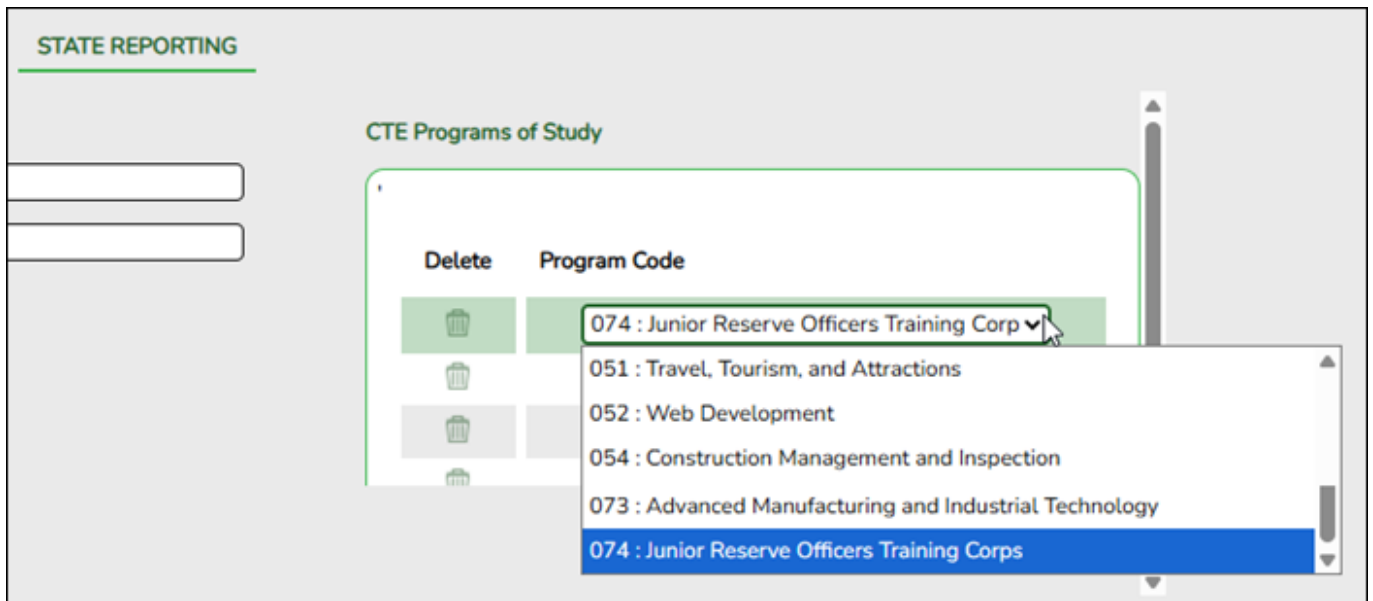 STATE REPORTING
CTE Programs of Study
Delete Program Code
074 : Junior Reserve Officers Training Corp
051 : Travel, Tourism, and Attractions
052 : Web Development
054 : Construction Management and Inspection
073 : Advanced Manufacturing and Industrial Technology
074 : Junior Reserve Officers Training Corps